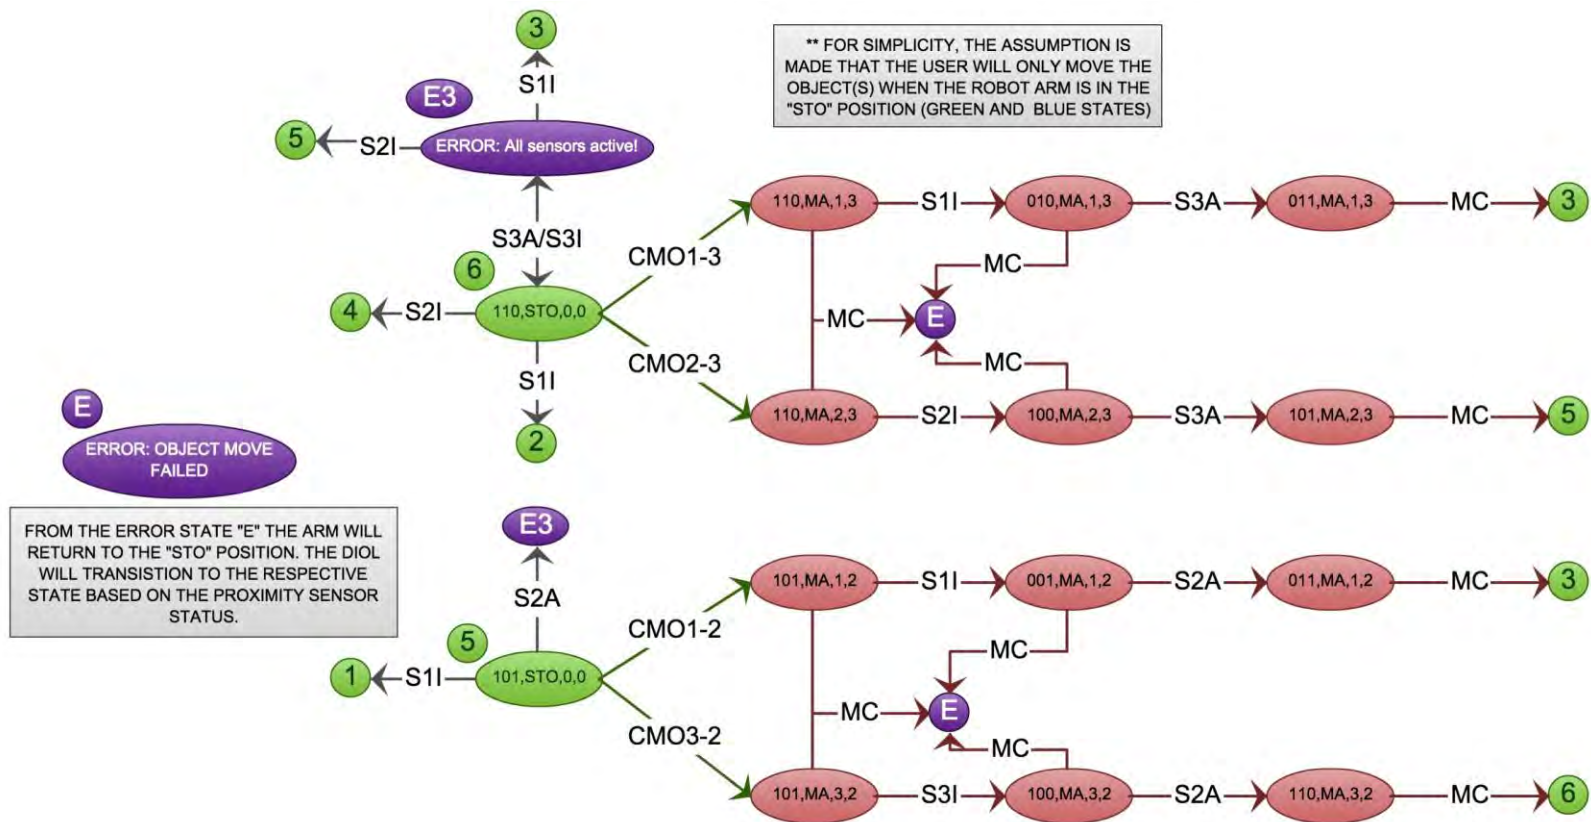 3
** FOR SIMPLICITY, THE ASSUMPTION IS
MADE THAT THE USER WILL ONLY MOVE THE
OBJECT(S) WHEN THE ROBOT ARM IS IN THE
"STO" POSITION (GREEN AND BLUE STATES)
S1I
E3
5
S2I
ERROR: All sensors active!
S3A/S3I
6
4
S2I
110,STO,0,0
S1I
2
CMO1-3
CMO2-3
110,MA,1,3
S1I
010,MA,1,3
S3A
011,MA,1,3
MC
3
MC
MC
E
MC
110,MA,2,3
S2I
100,MA,2,3
S3A
101,MA,2,3
MC
5
E
ERROR: OBJECT MOVE
FAILED
FROM THE ERROR STATE "E" THE ARM WILL
RETURN TO THE "STO" POSITION. THE DIOL
WILL TRANSISTION TO THE RESPECTIVE
STATE BASED ON THE PROXIMITY SENSOR
STATUS.
E3
S2A
5
1
S1I
101,STO,0,0
CMO1-2
CMO3-2
101,MA,1,2
S1I
001,MA,1,2
S2A
011,MA,1,2
MC
3
MC
MC
E
MC
101,MA,3,2
S3I
100,MA,3,2
S2A
110,MA,3,2
MC
6